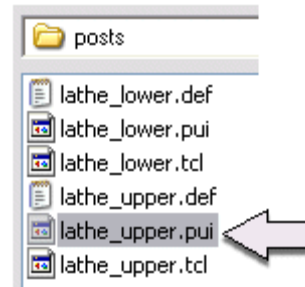 posts
lathe_lower.def
lathe_lower.pui
lathe_lower.tcl
lathe_upper.def
lathe_upper.pui
lathe_upper.tcl